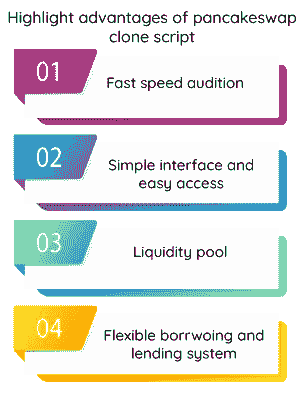 Highlight advantages of pancakeswap
clone script
01
Fast speed audition
02
Simple interface and
easy access
03
Liquidity pool
04
Flexible borrwoing and
lending system